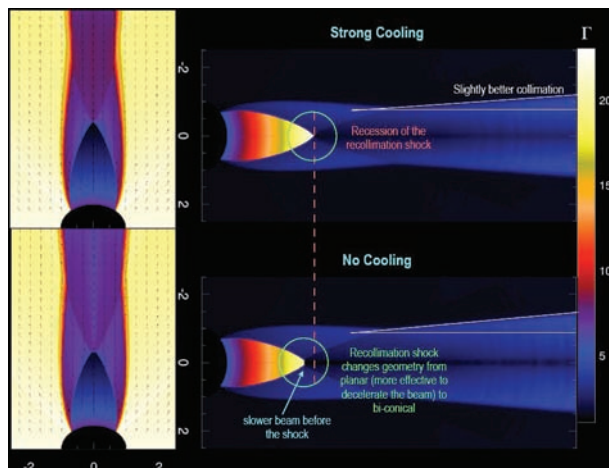 Strong Cooling
Γ
Slightly better collimation
Recession of the
recollimation shock
-2
0
2
20
15
10
5
No Cooling
-2
0
2
Recollimation shock
changes geometry from
planar (more effective to
decelerate the beam) to
bi-conical
slower beam before
the shock
-2
0
2